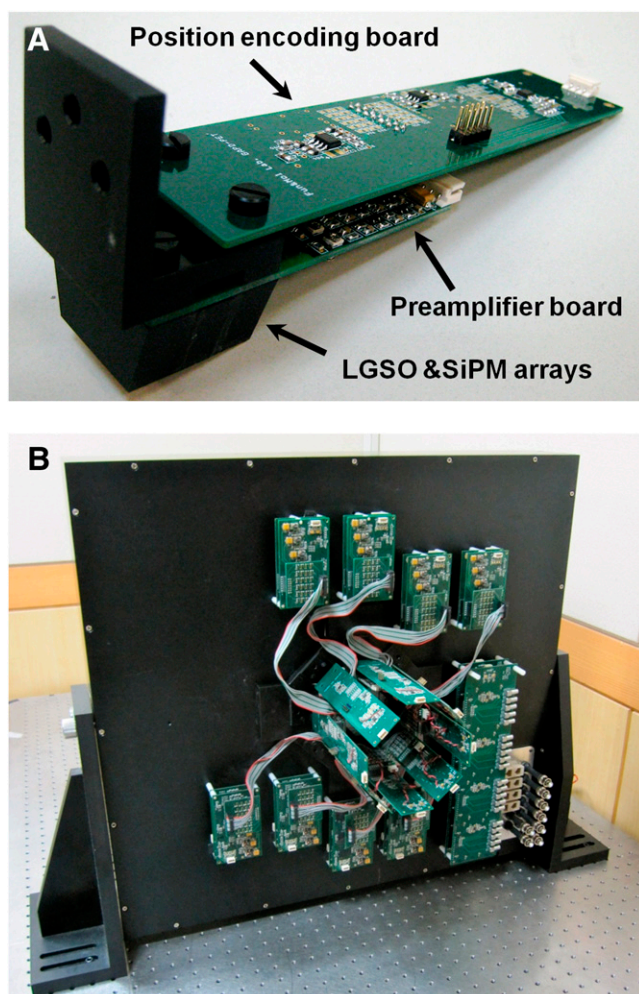 A
Position encoding board
Preamplifier board
LGSO &SiPM arrays
B